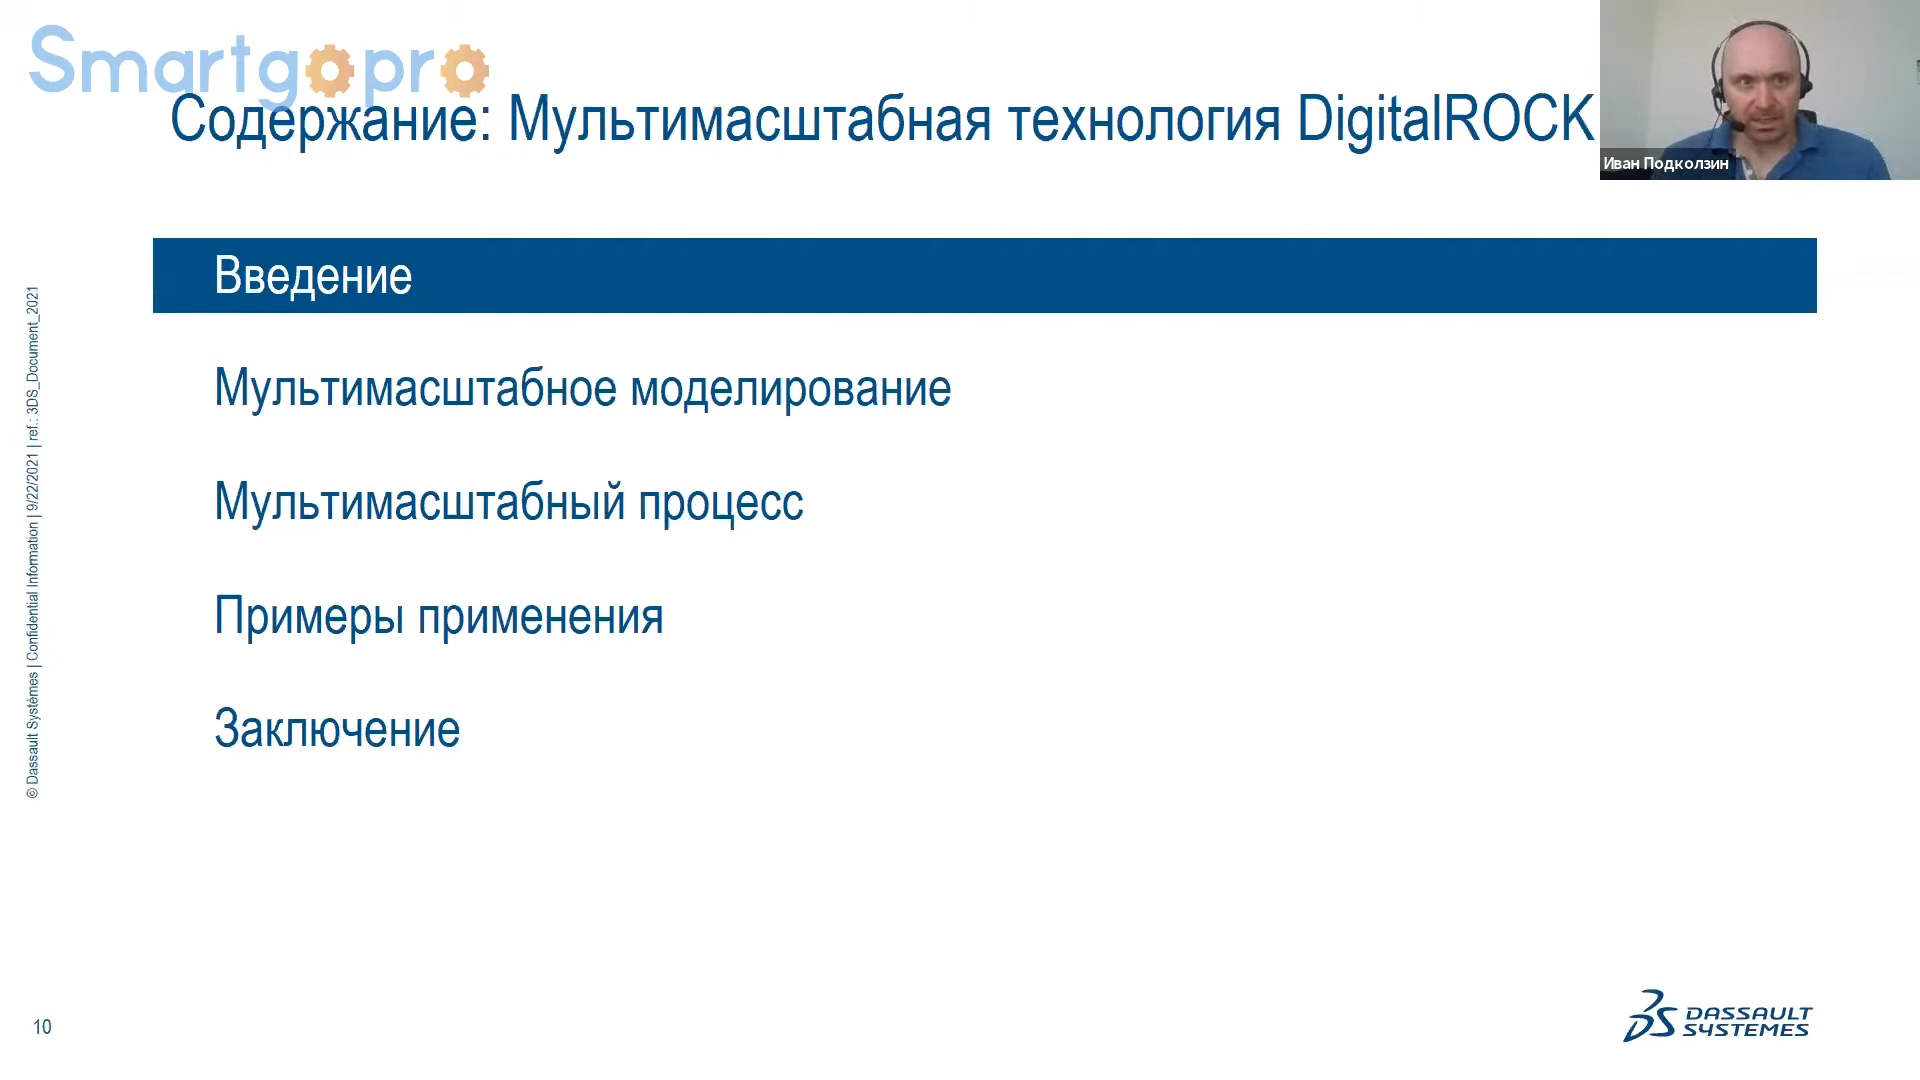 Smartgopro
Содержание: Мультимасштабная технология DigitalROCK
Иван Подколзин
Введение
Мультимасштабное моделирование
Мультимасштабный процесс
Примеры применения
Заключение
© Dassault Systèmes | Confidential Information | 9/22/2021 | ref.: 3DS_Document_2021
10
3DS DASSAULT
SYSTEMES